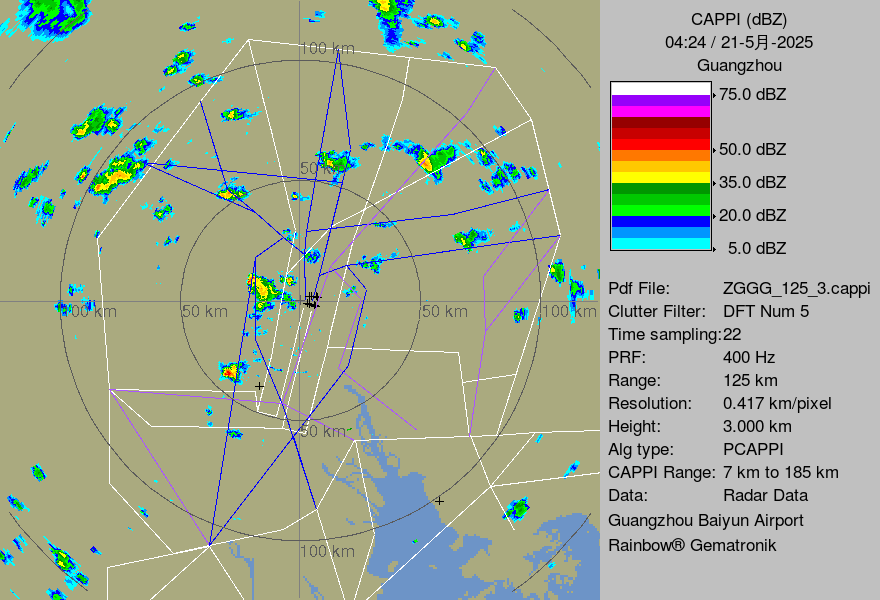 100 km
50 km
100 km
50 km
50 km
100 km
50 km
100 km
CAPPI (dBZ)
04:24 / 21-5月-2025
Guangzhou
75.0 dBZ
50.0 dBZ
35.0 dBZ
20.0 dBZ
5.0 dBZ
Pdf File: ZGGG_125_3.cappi
Clutter Filter: DFT Num 5
Time sampling:22
PRF: 400 Hz
Range: 125 km
Resolution: 0.417 km/pixel
Height: 3.000 km
Alg type: PCAPPI
CAPPI Range: 7 km to 185 km
Data: Radar Data
Guangzhou Baiyun Airport
Rainbow® Gematronik